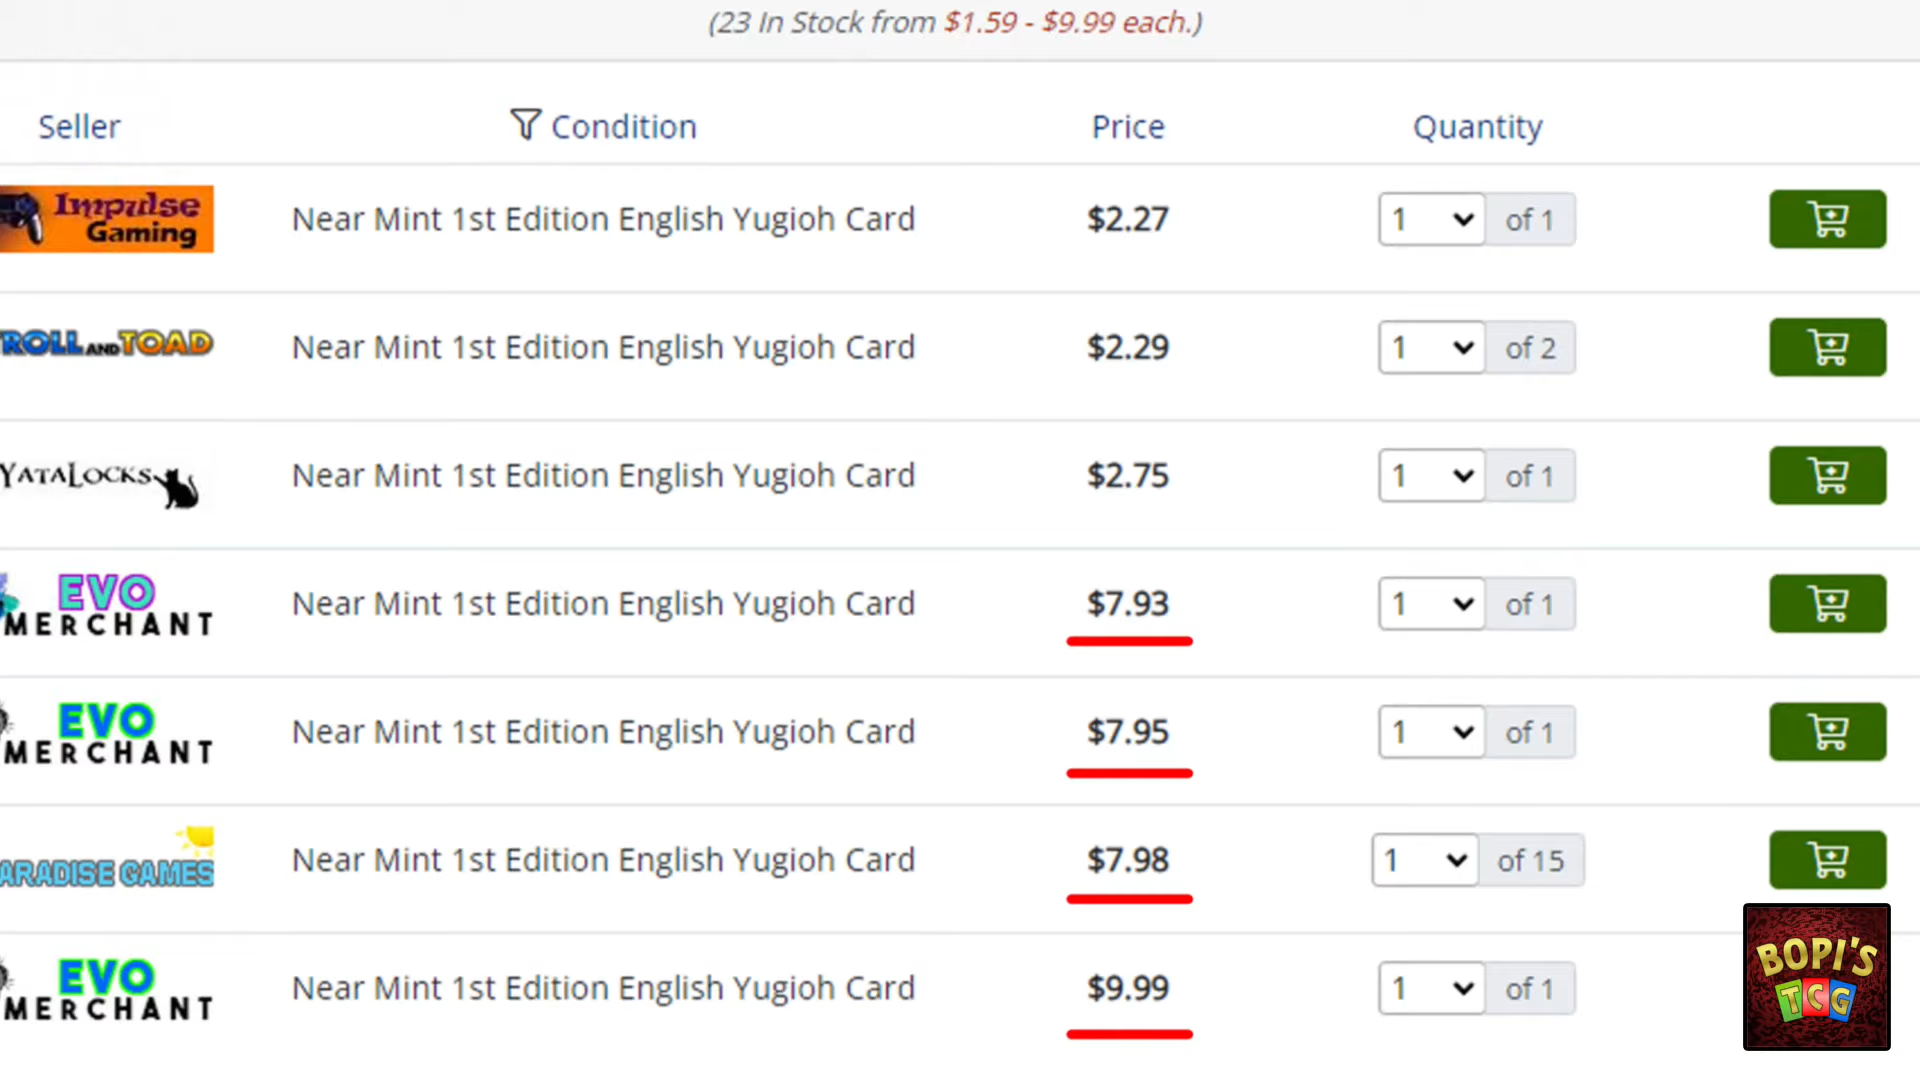 (23 In Stock from $1.59 - $9.99 each.)
Seller Condition Price Quantity
Impulse
Gaming
Near Mint 1st Edition English Yugioh Card $2.27 1 of 1
ROLL AND TOAD Near Mint 1st Edition English Yugioh Card $2.29 1 of 2
YATALOCKS Near Mint 1st Edition English Yugioh Card $2.75 1 of 1
EVO
MERCHANT
Near Mint 1st Edition English Yugioh Card $7.93 1 of 1
EVO
MERCHANT
Near Mint 1st Edition English Yugioh Card $7.95 1 of 1
ARADISE GAMES Near Mint 1st Edition English Yugioh Card $7.98 1 of 15
EVO
MERCHANT
Near Mint 1st Edition English Yugioh Card $9.99 1 of 1
BOPI'S
TCG